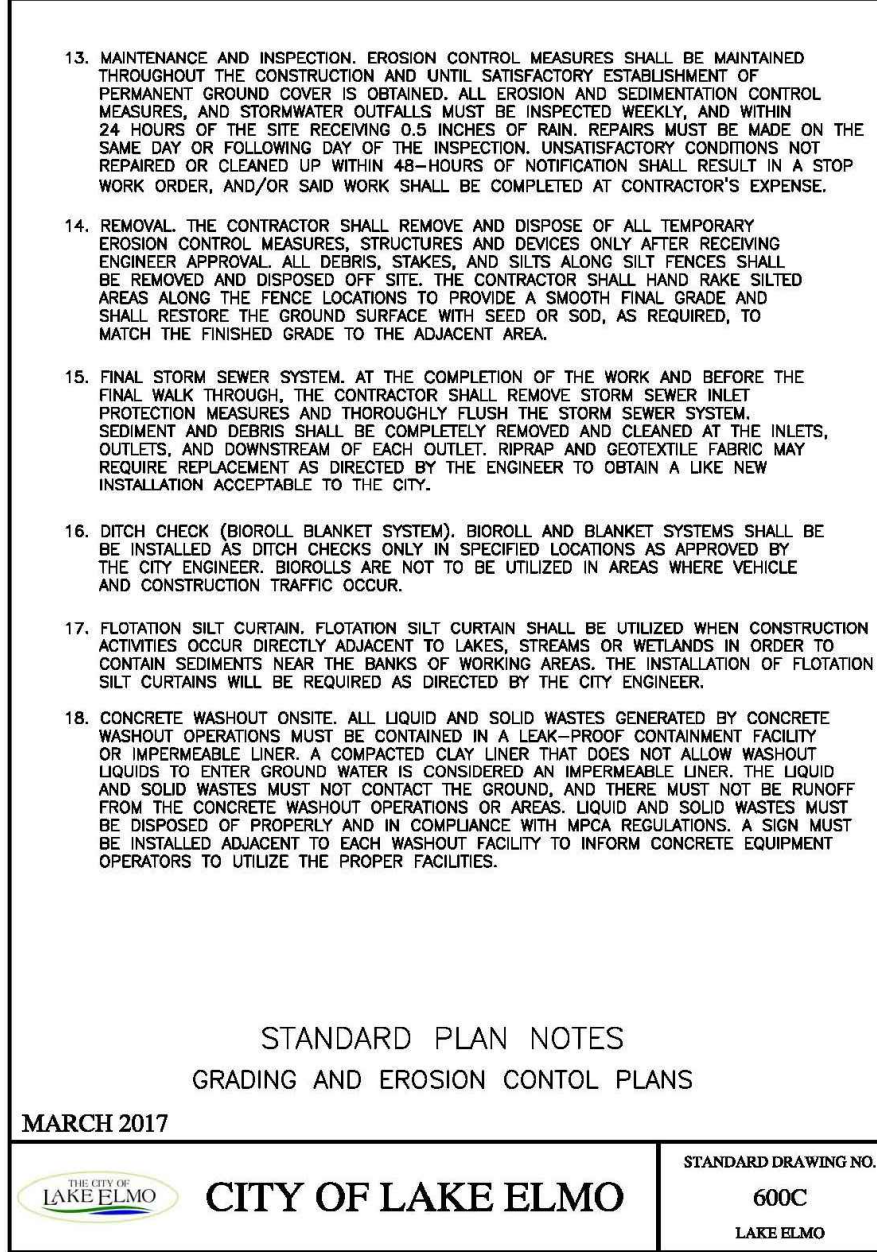 13. MAINTENANCE AND INSPECTION. EROSION CONTROL MEASURES SHALL BE MAINTAINED
THROUGHOUT THE CONSTRUCTION AND UNTIL SATISFACTORY ESTABLISHMENT OF
PERMANENT GROUND COVER IS OBTAINED. ALL EROSION AND SEDIMENTATION CONTROL
MEASURES, AND STORMWATER OUTFALLS MUST BE INSPECTED WEEKLY, AND WITHIN
24 HOURS OF THE SITE RECEIVING 0.5 INCHES OF RAIN. REPAIRS MUST BE MADE ON THE
SAME DAY OR FOLLOWING DAY OF THE INSPECTION. UNSATISFACTORY CONDITIONS NOT
REPAIRED OR CLEANED UP WITHIN 48-HOURS OF NOTIFICATION SHALL RESULT IN A STOP
WORK ORDER, AND/OR SAID WORK SHALL BE COMPLETED AT CONTRACTOR'S EXPENSE.
14. REMOVAL. THE CONTRACTOR SHALL REMOVE AND DISPOSE OF ALL TEMPORARY
EROSION CONTROL MEASURES, STRUCTURES AND DEVICES ONLY AFTER RECEIVING
ENGINEER APPROVAL. ALL DEBRIS, STAKES, AND SILTS ALONG SILT FENCES SHALL
BE REMOVED AND DISPOSED OFF SITE. THE CONTRACTOR SHALL HAND RAKE SILTED
AREAS ALONG THE FENCE LOCATIONS TO PROVIDE A SMOOTH FINAL GRADE AND
SHALL RESTORE THE GROUND SURFACE WITH SEED OR SOD, AS REQUIRED, TO
MATCH THE FINISHED GRADE TO THE ADJACENT AREA.
15. FINAL STORM SEWER SYSTEM. AT THE COMPLETION OF THE WORK AND BEFORE THE
FINAL WALK THROUGH, THE CONTRACTOR SHALL REMOVE STORM SEWER INLET
PROTECTION MEASURES AND THOROUGHLY FLUSH THE STORM SEWER SYSTEM.
SEDIMENT AND DEBRIS SHALL BE COMPLETELY REMOVED AND CLEANED AT THE INLETS,
OUTLETS, AND DOWNSTREAM OF EACH OUTLET. RIPRAP AND GEOTEXTILE FABRIC MAY
REQUIRE REPLACEMENT AS DIRECTED BY THE ENGINEER TO OBTAIN A LIKE NEW
INSTALLATION ACCEPTABLE TO THE CITY.
16. DITCH CHECK (BIOROLL BLANKET SYSTEM). BIOROLL AND BLANKET SYSTEMS SHALL BE
BE INSTALLED AS DITCH CHECKS ONLY IN SPECIFIED LOCATIONS AS APPROVED BY
THE CITY ENGINEER. BIOROLLS ARE NOT TO BE UTILIZED IN AREAS WHERE VEHICLE
AND CONSTRUCTION TRAFFIC OCCUR.
17. FLOTATION SILT CURTAIN. FLOTATION SILT CURTAIN SHALL BE UTILIZED WHEN CONSTRUCTION
ACTIVITIES OCCUR DIRECTLY ADJACENT TO LAKES, STREAMS OR WETLANDS IN ORDER TO
CONTAIN SEDIMENTS NEAR THE BANKS OF WORKING AREAS. THE INSTALLATION OF FLOTATION
SILT CURTAINS WILL BE REQUIRED AS DIRECTED BY THE CITY ENGINEER.
18. CONCRETE WASHOUT ONSITE. ALL LIQUID AND SOLID WASTES GENERATED BY CONCRETE
WASHOUT OPERATIONS MUST BE CONTAINED IN A LEAK-PROOF CONTAINMENT FACILITY
OR IMPERMEABLE LINER. A COMPACTED CLAY LINER THAT DOES NOT ALLOW WASHOUT
LIQUIDS TO ENTER GROUND WATER IS CONSIDERED AN IMPERMEABLE LINER. THE LIQUID
AND SOLID WASTES MUST NOT CONTACT THE GROUND, AND THERE MUST NOT BE RUNOFF
FROM THE CONCRETE WASHOUT OPERATIONS OR AREAS. LIQUID AND SOLID WASTES MUST
BE DISPOSED OF PROPERLY AND IN COMPLIANCE WITH MPCA REGULATIONS. A SIGN MUST
BE INSTALLED ADJACENT TO EACH WASHOUT FACILITY TO INFORM CONCRETE EQUIPMENT
OPERATORS TO UTILIZE THE PROPER FACILITIES.
STANDARD PLAN NOTES
GRADING AND EROSION CONTOL PLANS
MARCH 2017
THE CITY OF
LAKE ELMO
CITY OF LAKE ELMO
STANDARD DRAWING NO.
600C
LAKE ELMO